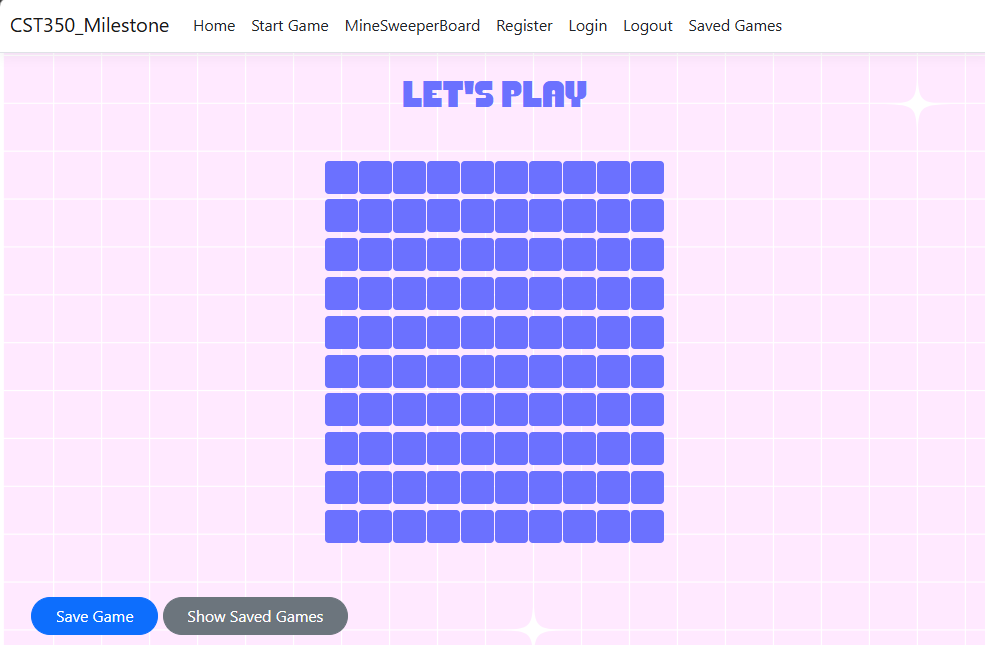 CST350_Milestone Home Start Game MineSweeperBoard Register Login Logout Saved Games
LET'S PLAY
Save Game Show Saved Games